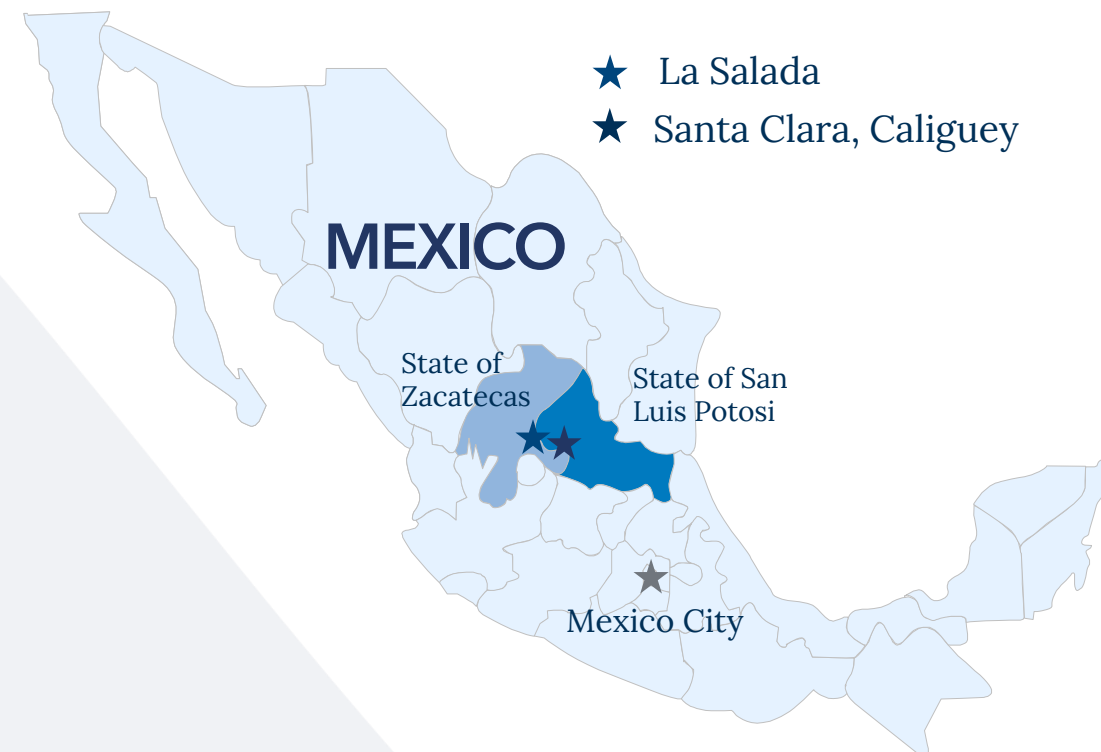 La Salada
Santa Clara, Caliguey
MEXICO
State of
Zacatecas
State of San
Luis Potosi
Mexico City